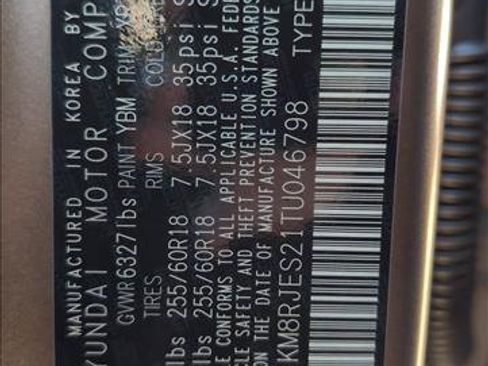 MANUFACTURED IN KOREA BY
YUNDAI MOTOR COMP
GVWR 6327lbs PAINT YBM TRIM
TIRES RIMS COLD
lbs 255/60R18 7.5JX18 35psi
lbs 255/60R18 7.5JX18 35psi
LE CONFORMS TO ALL APPLICABLE U.S.A. FEDE
CLE SAFETY AND THEFT PREVENTION STANDARDS
THE DATE OF MANUFACTURE SHOWN ABOVE
KM8RJES21TU046798 TYPE